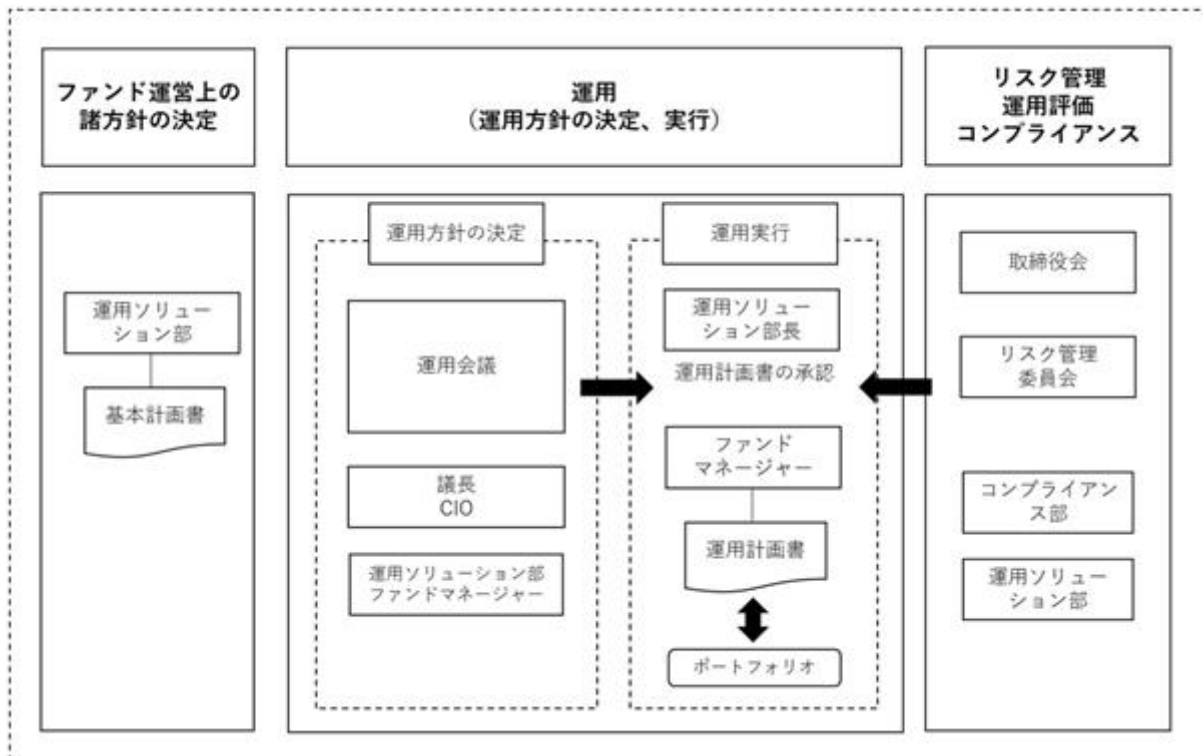 ファンド運営上の
諸方針の決定
運用
(運用方針の決定、実行)
リスク管理
運用評価
コンプライアンス
運用ソリュー
ション部
基本計画書
運用方針の決定
運用会議
議長
CIO
運用ソリューション部
ファンドマネージャー
運用実行
運用ソリュー
ション部長
運用計画書の承認
ファンド
マネージャー
運用計画書
ポートフォリオ
取締役会
リスク管理
委員会
コンプライアン
ス部
運用ソリュー
ション部